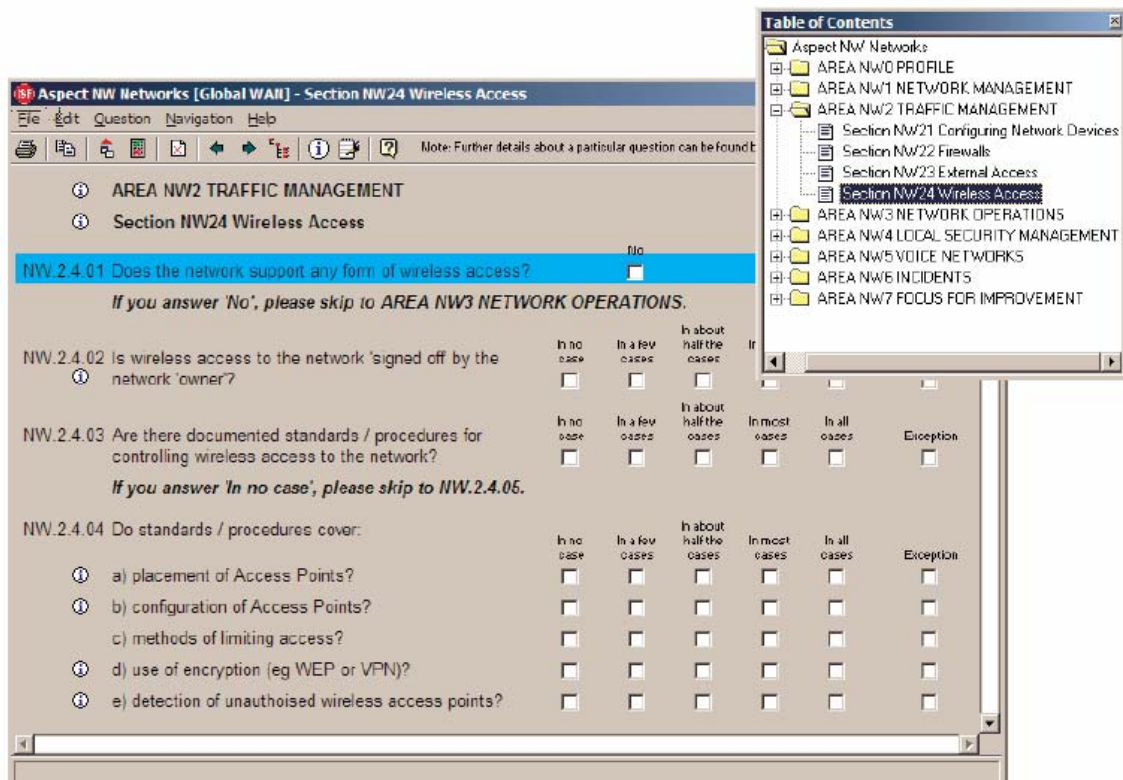 Table of Contents
Aspect NW Networks
AREA NW0 PROFILE
AREA NW1 NETWORK MANAGEMENT
AREA NW2 TRAFFIC MANAGEMENT
Section NW21 Configuring Network Devices
Section NW22 Firewalls
Section NW23 External Access
Section NW24 Wireless Access
AREA NW3 NETWORK OPERATIONS
AREA NW4 LOCAL SECURITY MANAGEMENT
AREA NW5 VOICE NETWORKS
AREA NW6 INCIDENTS
AREA NW7 FOCUS FOR IMPROVEMENT
ISF Aspect NW Networks [Global WAN] - Section NW24 Wireless Access
File Edit Question Navigation Help
Note: Further details about a particular question can be found
AREA NW2 TRAFFIC MANAGEMENT
Section NW24 Wireless Access
No
NW.2.4.01 Does the network support any form of wireless access?
If you answer 'No', please skip to AREA NW3 NETWORK OPERATIONS.
In no case In a few cases In about half the cases
NW.2.4.02 Is wireless access to the network 'signed off by the
network 'owner'?
In no case In a few cases In about half the cases In most cases In all cases Exception
NW.2.4.03 Are there documented standards / procedures for
controlling wireless access to the network?
If you answer 'In no case', please skip to NW.2.4.05.
NW.2.4.04 Do standards / procedures cover:
In no case In a few cases In about half the cases In most cases In all cases Exception
a) placement of Access Points?
b) configuration of Access Points?
c) methods of limiting access?
d) use of encryption (eg WEP or VPN)?
e) detection of unauthoised wireless access points?